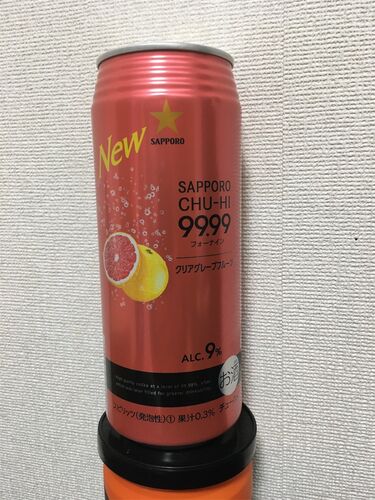 New
SAPPORO
SAPPORO
CHU-HI
99.99
フォーナイン
クリアグレープフルーツ
ALC. 9%
お酒
スピリッツ(発泡性)① 果汁0.3%